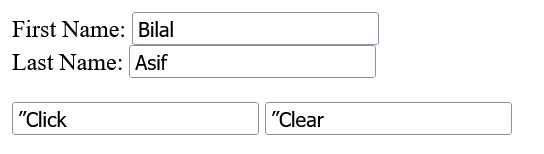 First Name: Bilal
Last Name: Asif
”Click ”Clear